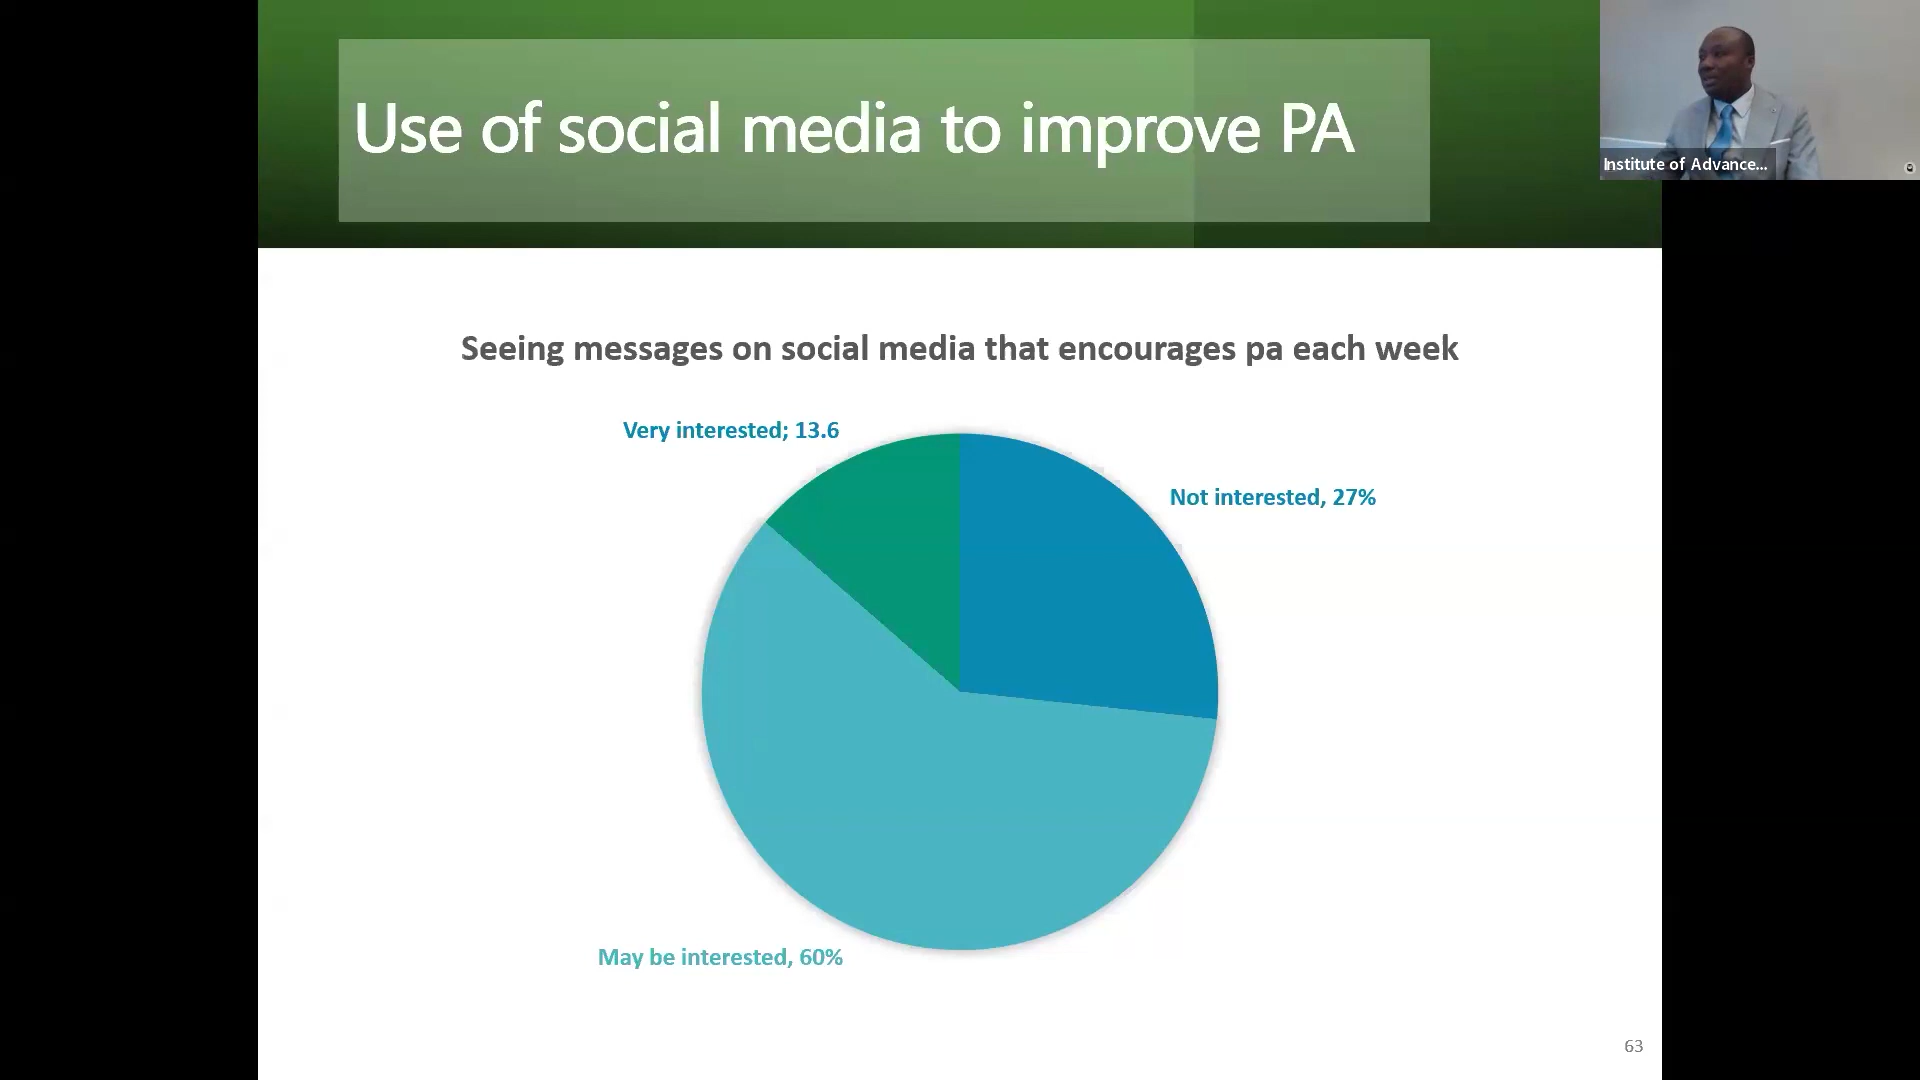 Use of social media to improve PA
Institute of Advance...
Seeing messages on social media that encourages pa each week
Very interested; 13.6
Not interested, 27%
May be interested, 60%
63